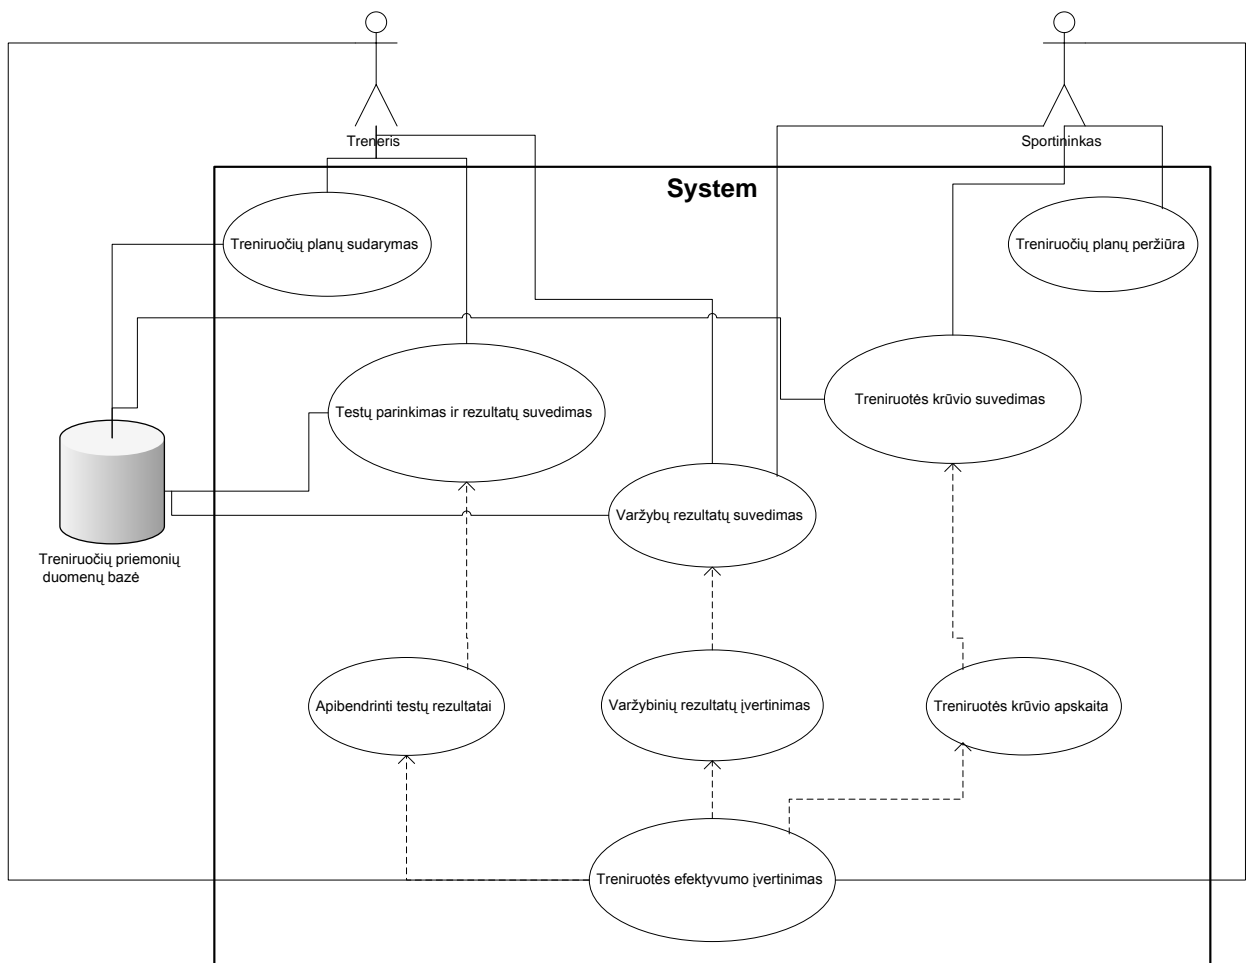 Treneris
Sportininkas
System
Treniruočių planų sudarymas
Treniruočių planų peržiūra
Testų parinkimas ir rezultatų suvedimas
Treniruotės krūvio suvedimas
Varžybų rezultatų suvedimas
Treniruočių priemonių
duomenų bazė
Apibendrinti testų rezultatai
Varžybinių rezultatų įvertinimas
Treniruotės krūvio apskaita
Treniruotės efektyvumo įvertinimas